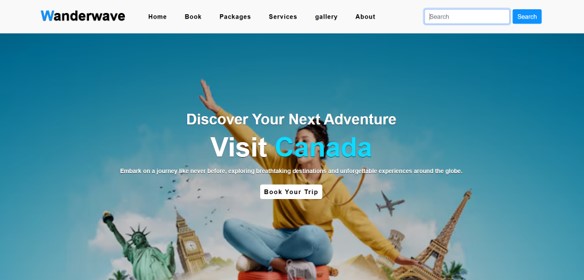 Wanderwave
Home Book Packages Services gallery About
Search Search
Discover Your Next Adventure
Visit Canada
Embark on a journey like never before, exploring breathtaking destinations and unforgettable experiences around the globe.
Book Your Trip